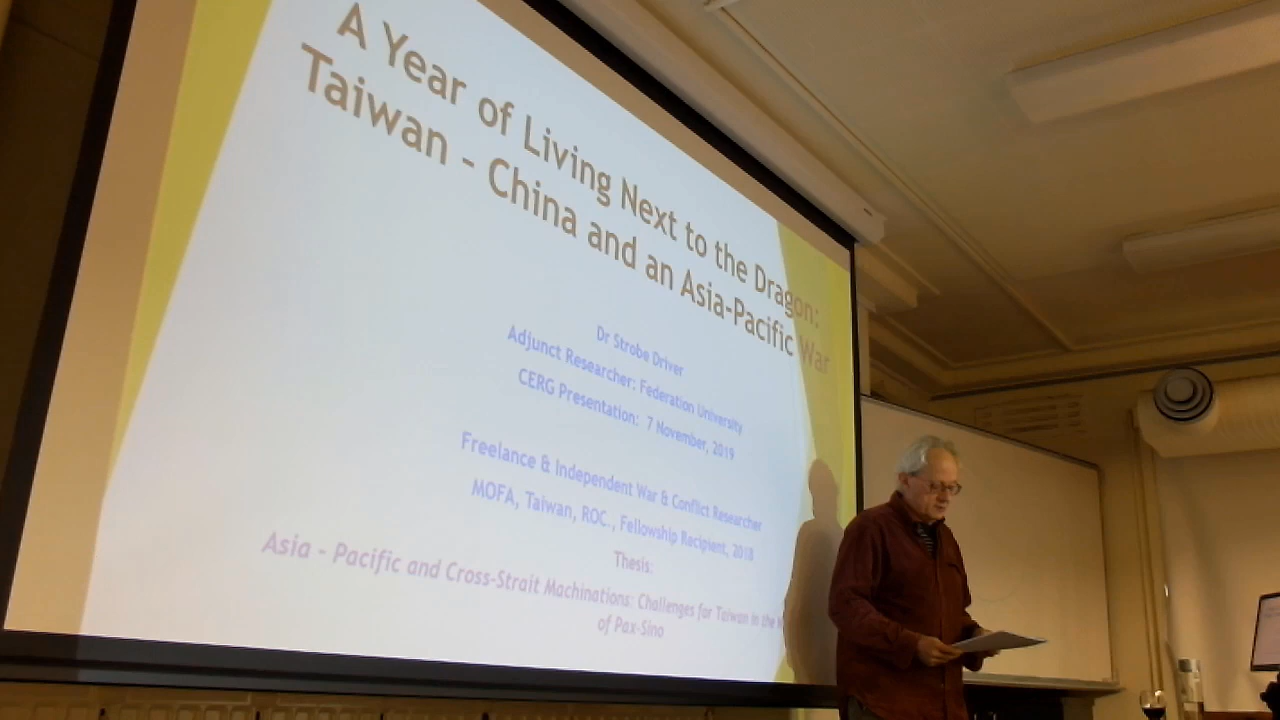 A Year of Living Next to the Dragon:
Taiwan - China and an Asia-Pacific War
Dr Strobe Driver
Adjunct Researcher: Federation University
CERG Presentation: 7 November, 2019
Freelance & Independent War & Conflict Researcher
MOFA, Taiwan, ROC., Fellowship Recipient, 2018
Thesis:
Asia - Pacific and Cross-Strait Machinations: Challenges for Taiwan in the
of Pax-Sino